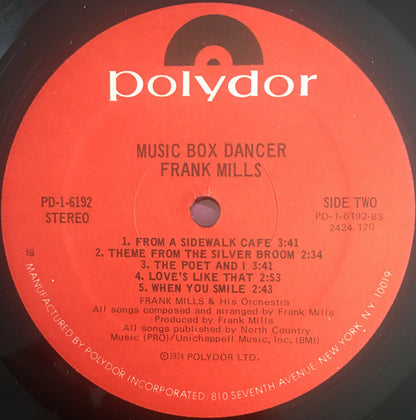 polydor
MUSIC BOX DANCER
FRANK MILLS
PD-1-6192
STEREO
SIDE TWO
PD-1-6192-BS
2424 170
18
1. FROM A SIDEWALK CAFE 3:41
2. THEME FROM THE SILVER BROOM 2:34
3. THE POET AND I 3:41
4. LOVE'S LIKE THAT 2:53
5. WHEN YOU SMILE 2:43
FRANK MILLS & His Orchestra
All songs composed and arranged by Frank Mills
Produced by Frank Mills
All songs published by North Country
Music (PRO)/Unichappell Music, Inc. (BMI)
℗1974 POLYDOR LTD.
MANUFACTURED BY POLYDOR INCORPORATED: 810 SEVENTH AVENUE, NEW YORK, N.Y. 10019